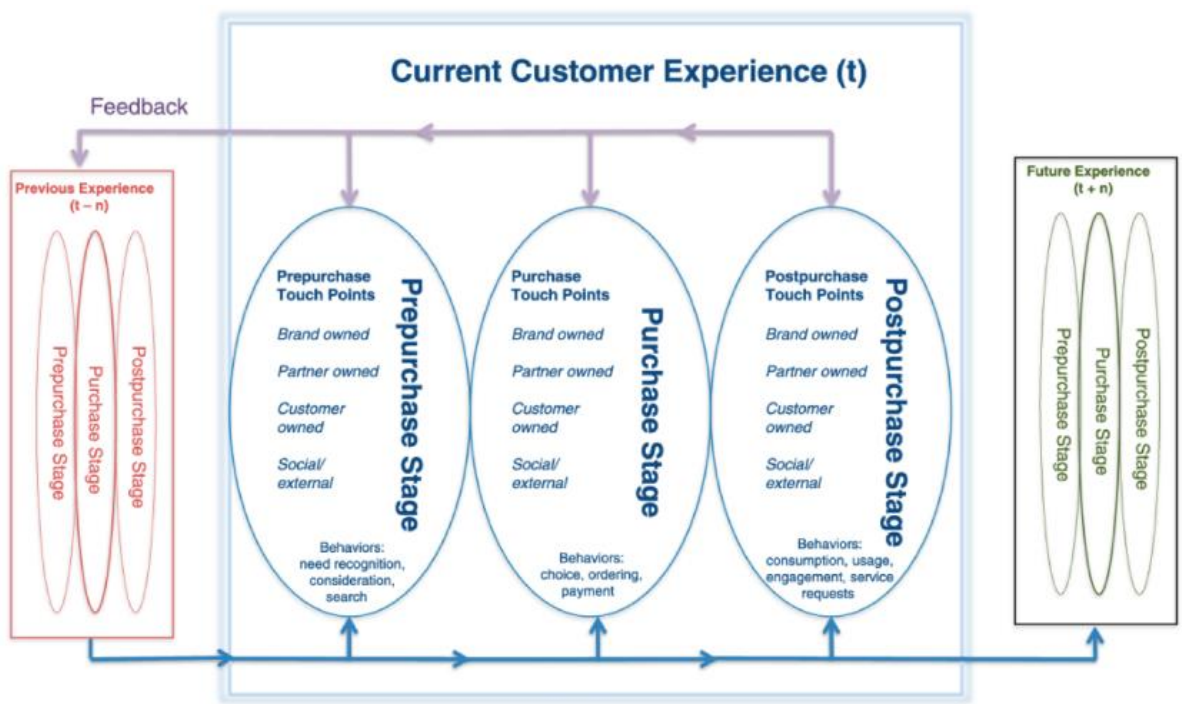 Current Customer Experience (t)
Feedback
Previous Experience
(t – n)
Prepurchase Stage
Purchase Stage
Postpurchase Stage
Prepurchase
Touch Points
Brand owned
Partner owned
Customer
owned
Social/
external
Prepurchase Stage
Behaviors:
need recognition,
consideration,
search
Purchase
Touch Points
Brand owned
Partner owned
Customer
owned
Social/
external
Purchase Stage
Behaviors:
choice, ordering,
payment
Postpurchase
Touch Points
Brand owned
Partner owned
Customer
owned
Social/
external
Postpurchase Stage
Behaviors:
consumption, usage,
engagement, service
requests
Future Experience
(t + n)
Prepurchase Stage
Purchase Stage
Postpurchase Stage